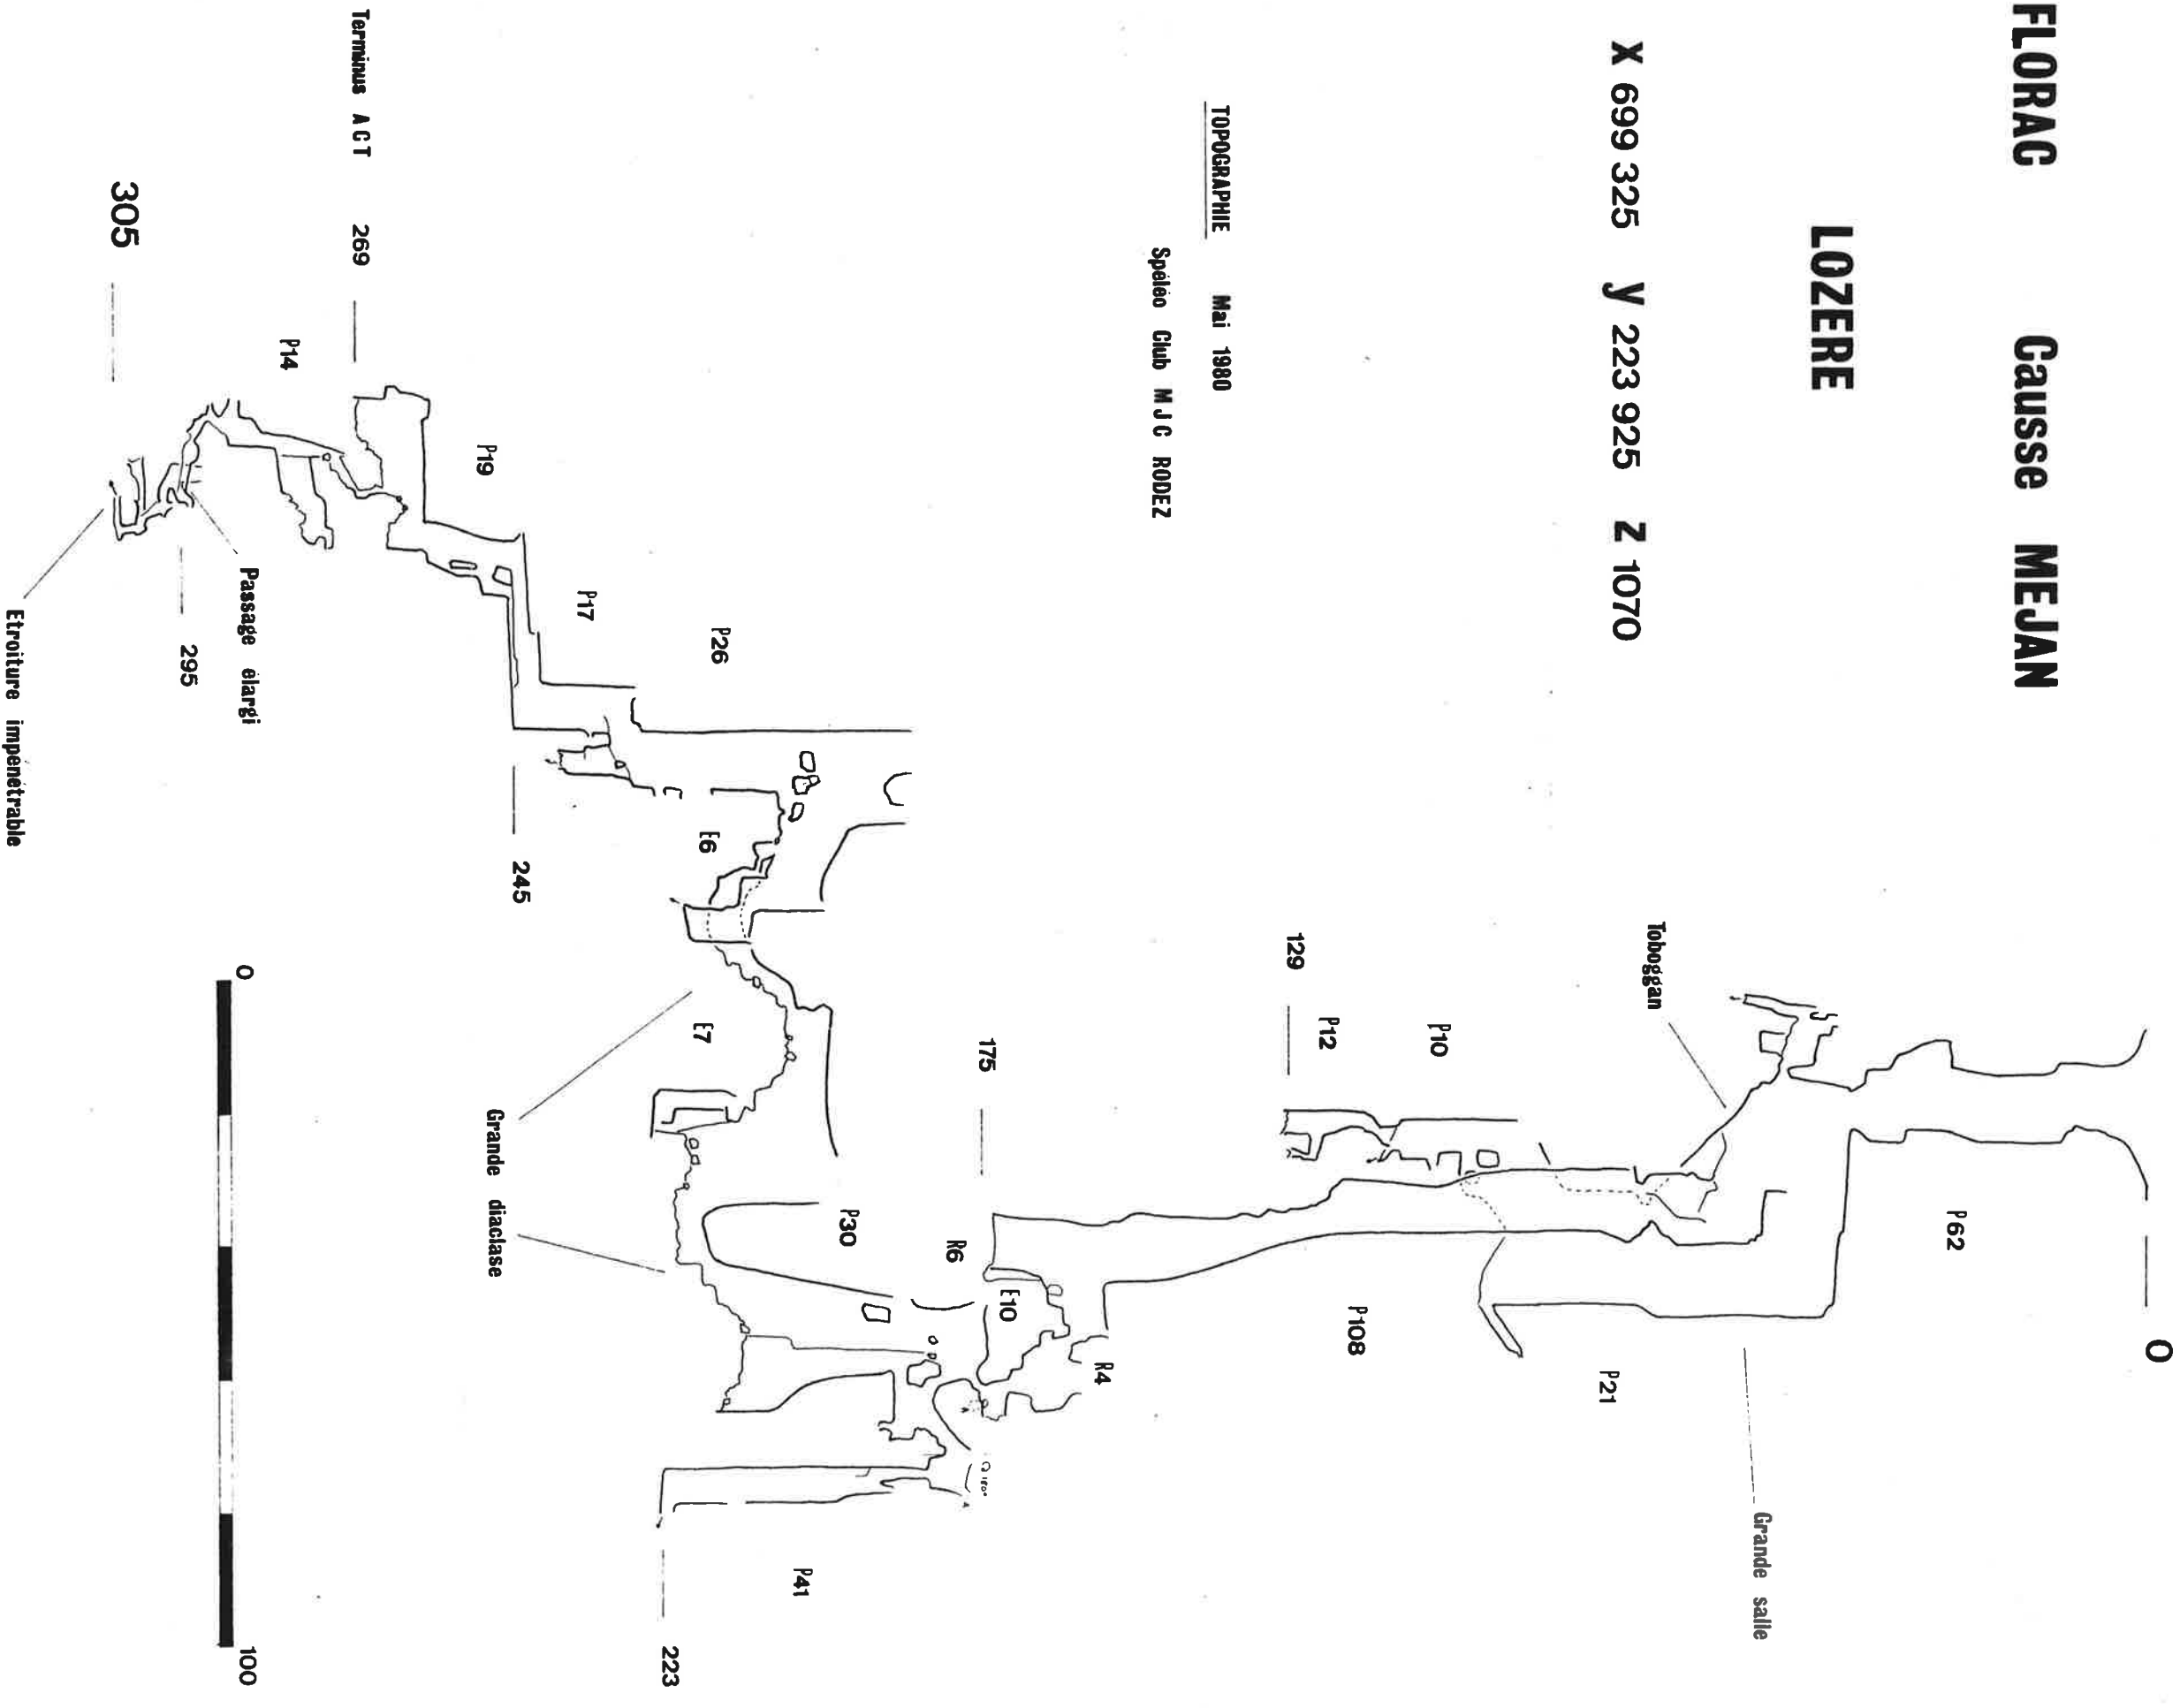 FLORAC Causse MEJAN
LOZERE
X 699 325 y 223 925 z 1070
TOPOGRAPHIE Mai 1980
Spéléo Club MJC RODEZ
0
P62
Grande salle
Toboggan
P21
P10
P12
129
P108
R4
E10
175
R6
P30
P41
223
Grande diaclase
E7
E6
P26
P17
245
P19
Terminus ACT 269
P14
295
Passage élargi
305
Etroiture impénétrable
0
100